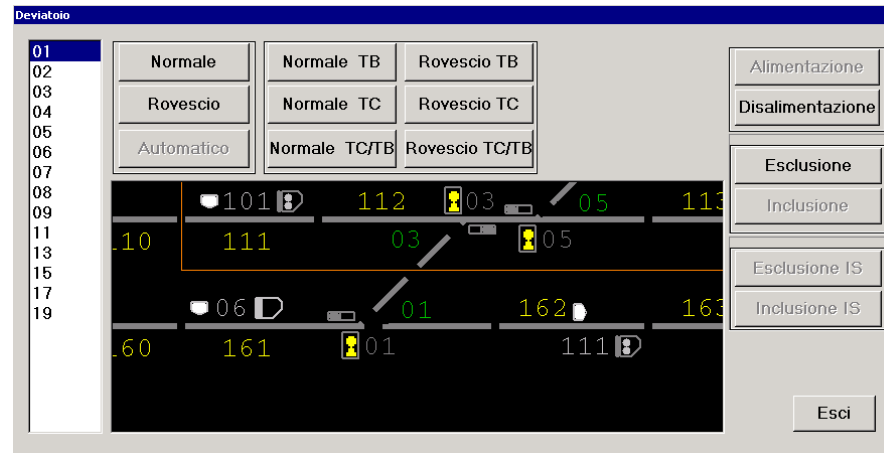 Deviatoio
01
02
03
04
05
06
07
08
09
11
13
15
17
19
Normale
Rovescio
Automatico
Normale TB
Rovescio TB
Normale TC
Rovescio TC
Normale TC/TB
Rovescio TC/TB
Alimentazione
Disalimentazione
Esclusione
Inclusione
Esclusione IS
Inclusione IS
Esci
101 112 03 05 113
110 111 03 05
06 01 162 163
160 161 01 111